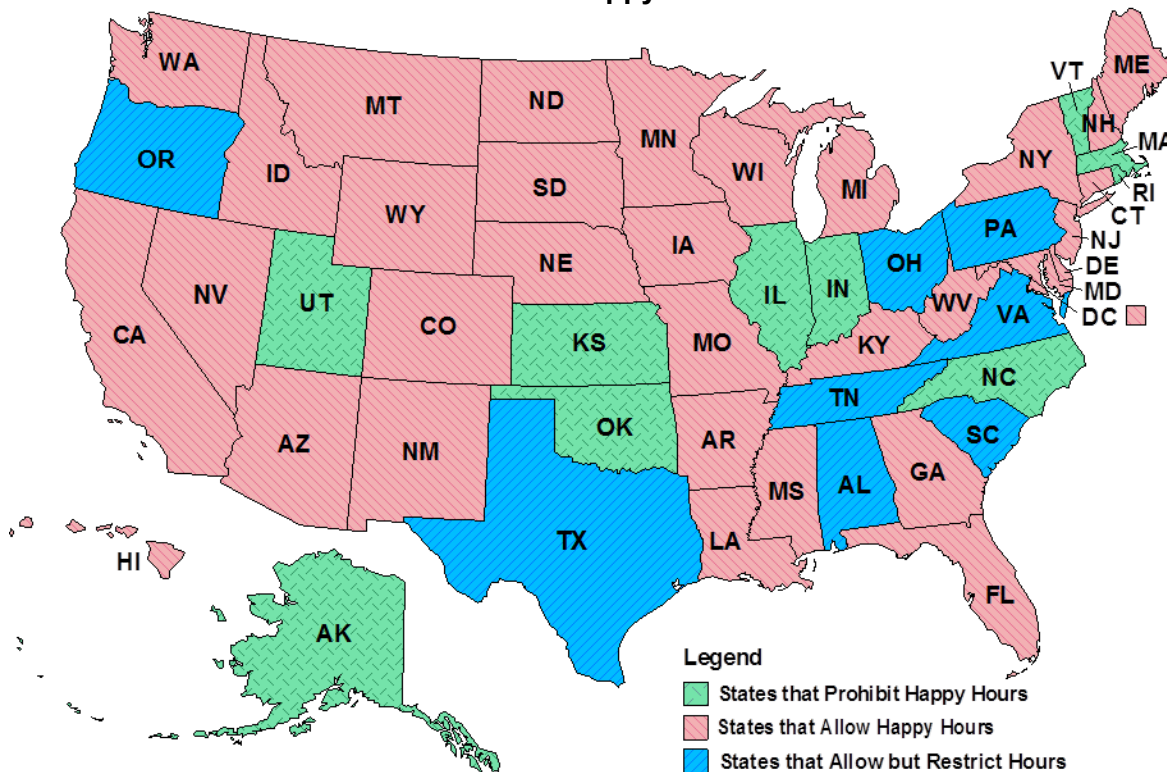 ppy
WA
MT
ND
MN
VT
ME
NH
MA
OR
ID
SD
WI
MI
NY
RI
WY
CT
IA
PA
NJ
NE
OH
DE
NV
UT
IL
IN
MD
WV
VA
DC
CO
CA
KS
MO
KY
NC
TN
OK
AZ
NM
AR
SC
MS
AL
GA
TX
LA
HI
FL
AK
Legend
States that Prohibit Happy Hours
States that Allow Happy Hours
States that Allow but Restrict Hours